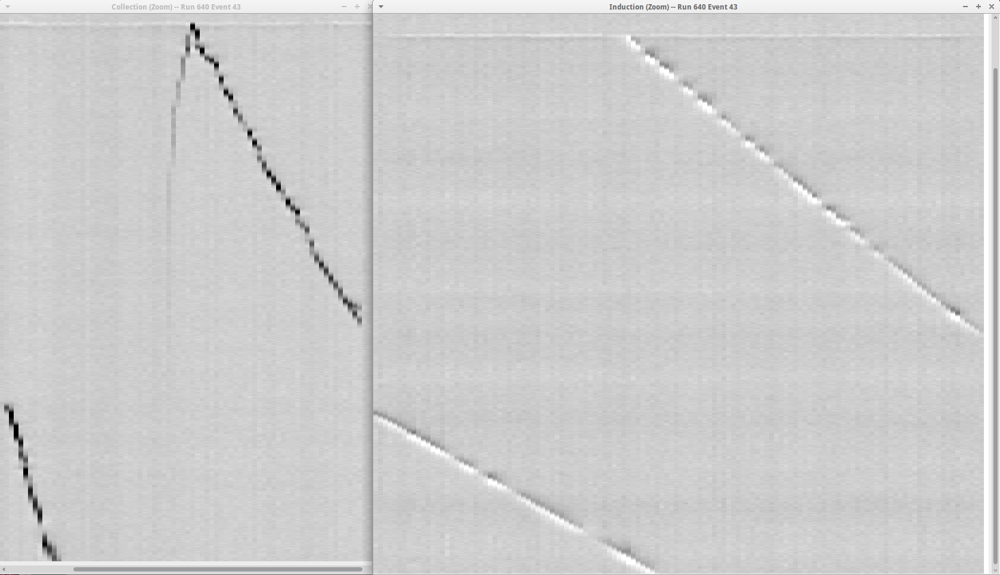 Collection (Zoom) -- Run 640 Event 43
Induction (Zoom) -- Run 640 Event 43